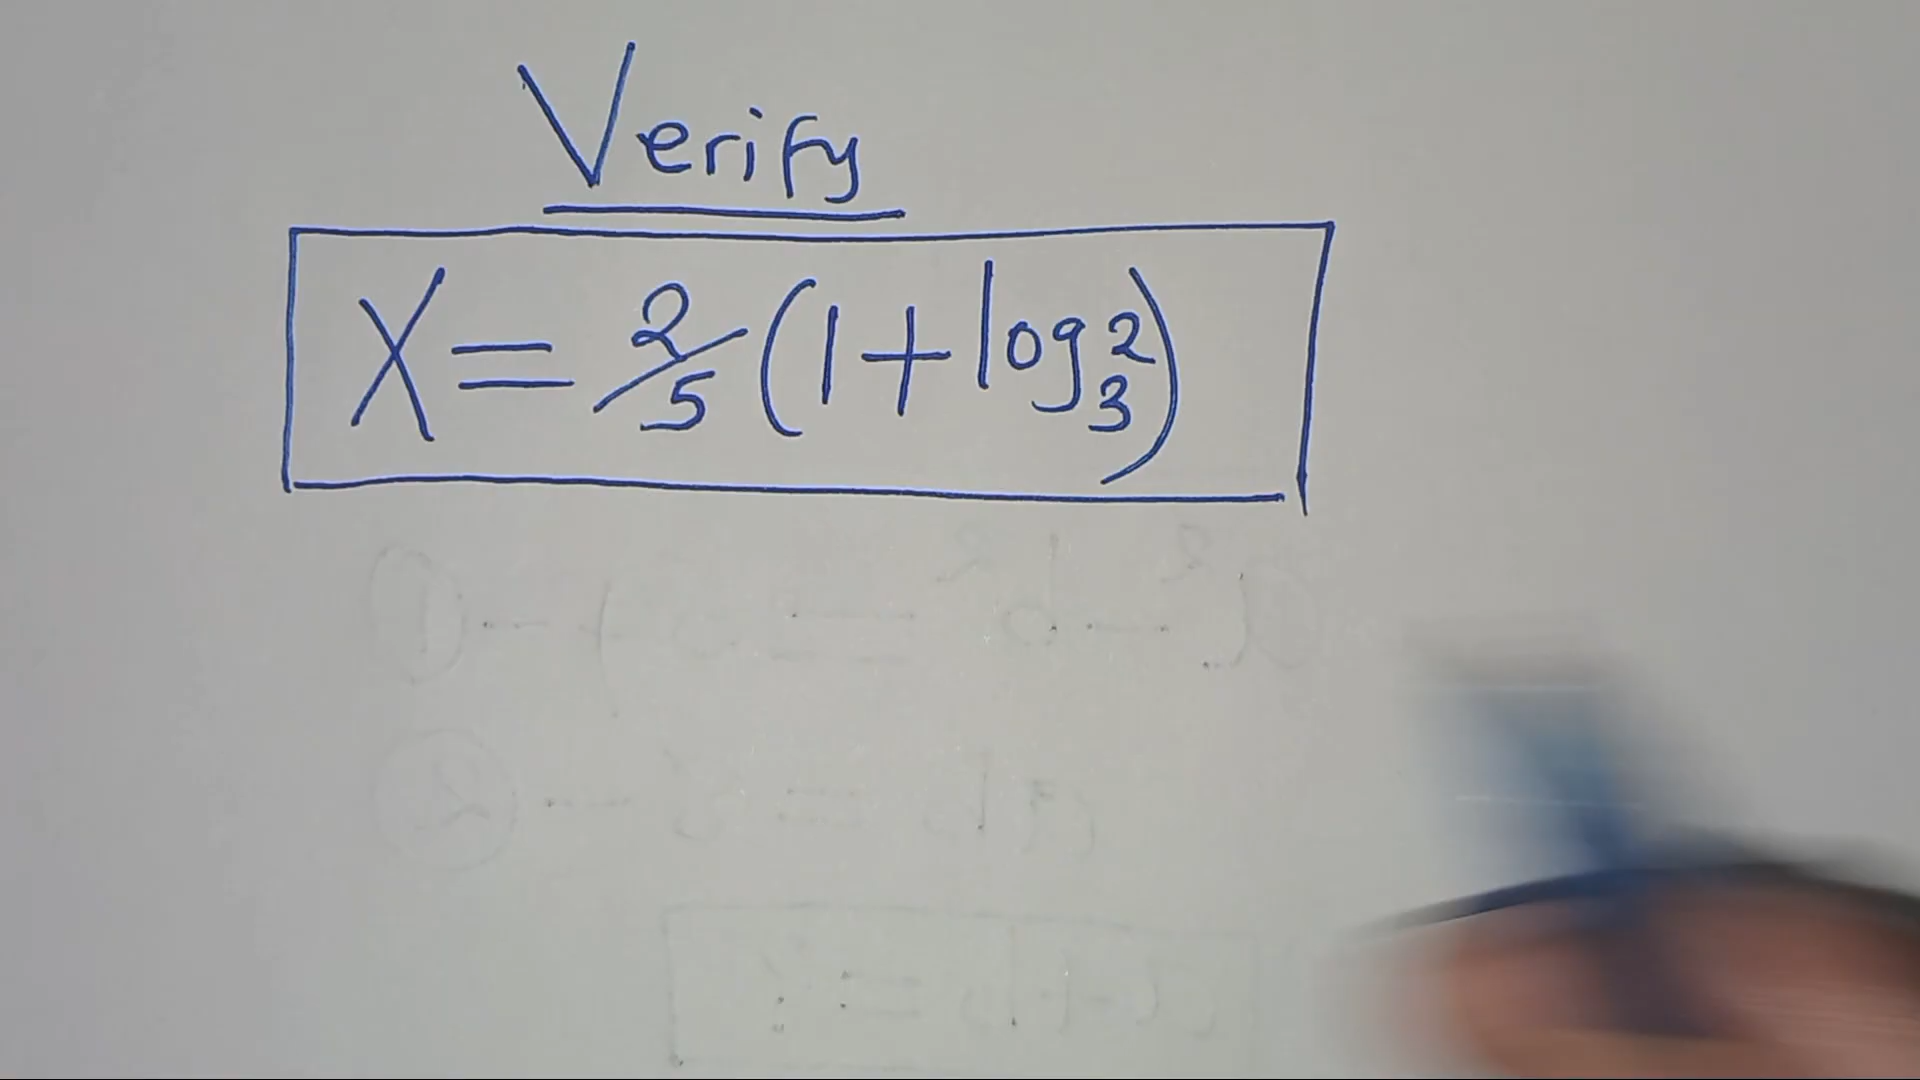 Verify
X = 2/5 (1 + log₃2)